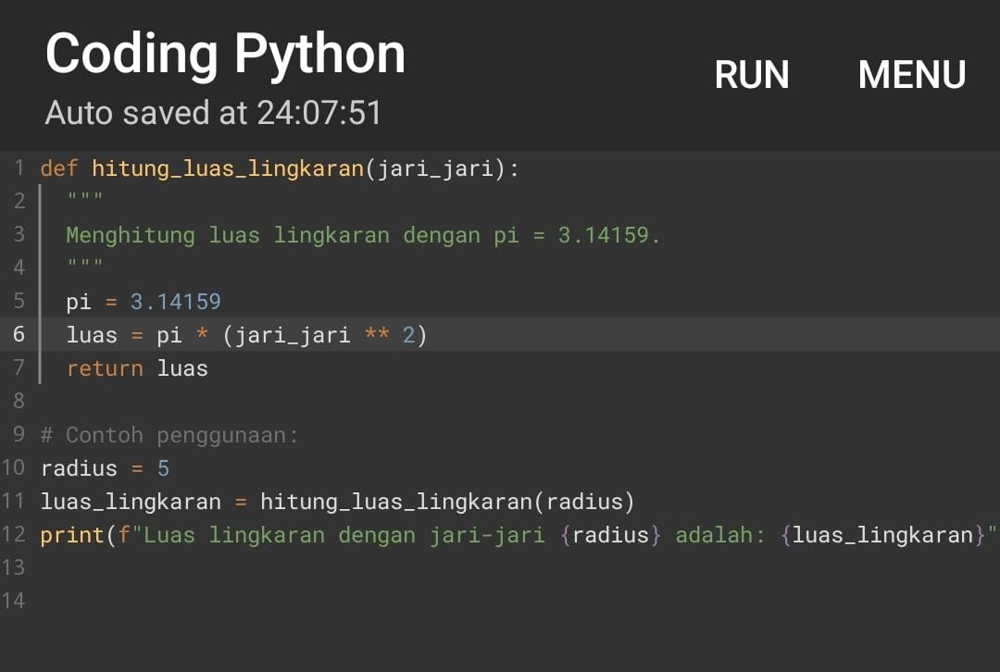 Coding Python
RUN MENU
Auto saved at 24:07:51
1 def hitung_luas_lingkaran(jari_jari):
2   """
3   Menghitung luas lingkaran dengan pi = 3.14159.
4   """
5   pi = 3.14159
6   luas = pi * (jari_jari ** 2)
7   return luas
8
9 # Contoh penggunaan:
10 radius = 5
11 luas_lingkaran = hitung_luas_lingkaran(radius)
12 print(f"Luas lingkaran dengan jari-jari {radius} adalah: {luas_lingkaran}"
13
14